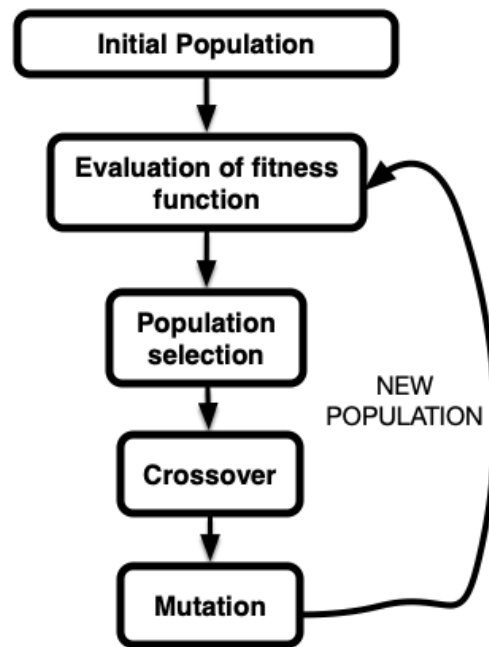 Initial Population
Evaluation of fitness
function
Population
selection
NEW
POPULATION
Crossover
Mutation